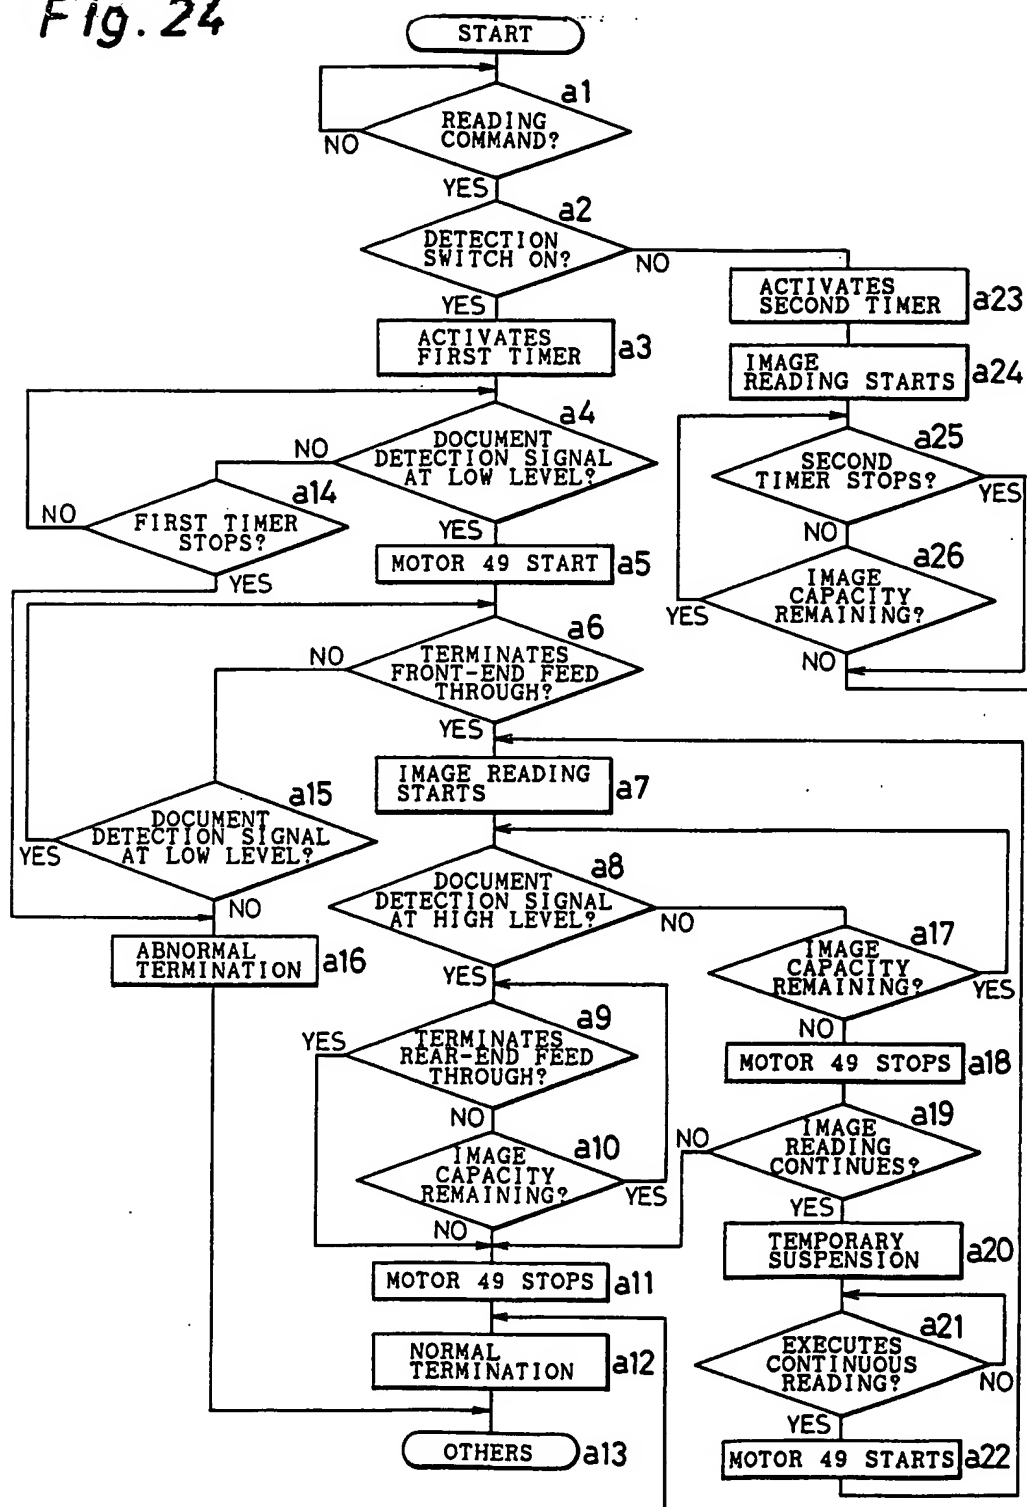 Fig. 24
START
a1
READING
COMMAND?
NO
YES
a2
DETECTION
SWITCH ON?
NO
YES
ACTIVATES
SECOND TIMER
a23
ACTIVATES
FIRST TIMER
a3
IMAGE
READING STARTS
a24
a4
DOCUMENT
DETECTION SIGNAL
AT LOW LEVEL?
NO
YES
a25
SECOND
TIMER STOPS?
YES
NO
a14
FIRST TIMER
STOPS?
NO
YES
MOTOR 49 START
a5
a26
IMAGE
CAPACITY
REMAINING?
YES
NO
a6
TERMINATES
FRONT-END FEED
THROUGH?
NO
YES
IMAGE READING
STARTS
a7
a15
DOCUMENT
DETECTION SIGNAL
AT LOW LEVEL?
YES
NO
a8
DOCUMENT
DETECTION SIGNAL
AT HIGH LEVEL?
NO
YES
a17
IMAGE
CAPACITY
REMAINING?
YES
NO
ABNORMAL
TERMINATION
a16
a9
TERMINATES
REAR-END FEED
THROUGH?
YES
NO
MOTOR 49 STOPS
a18
a10
IMAGE
CAPACITY
REMAINING?
YES
NO
a19
IMAGE
READING
CONTINUES?
NO
YES
TEMPORARY
SUSPENSION
a20
MOTOR 49 STOPS
a11
a21
EXECUTES
CONTINUOUS
READING?
NO
YES
NORMAL
TERMINATION
a12
OTHERS
a13
MOTOR 49 STARTS
a22